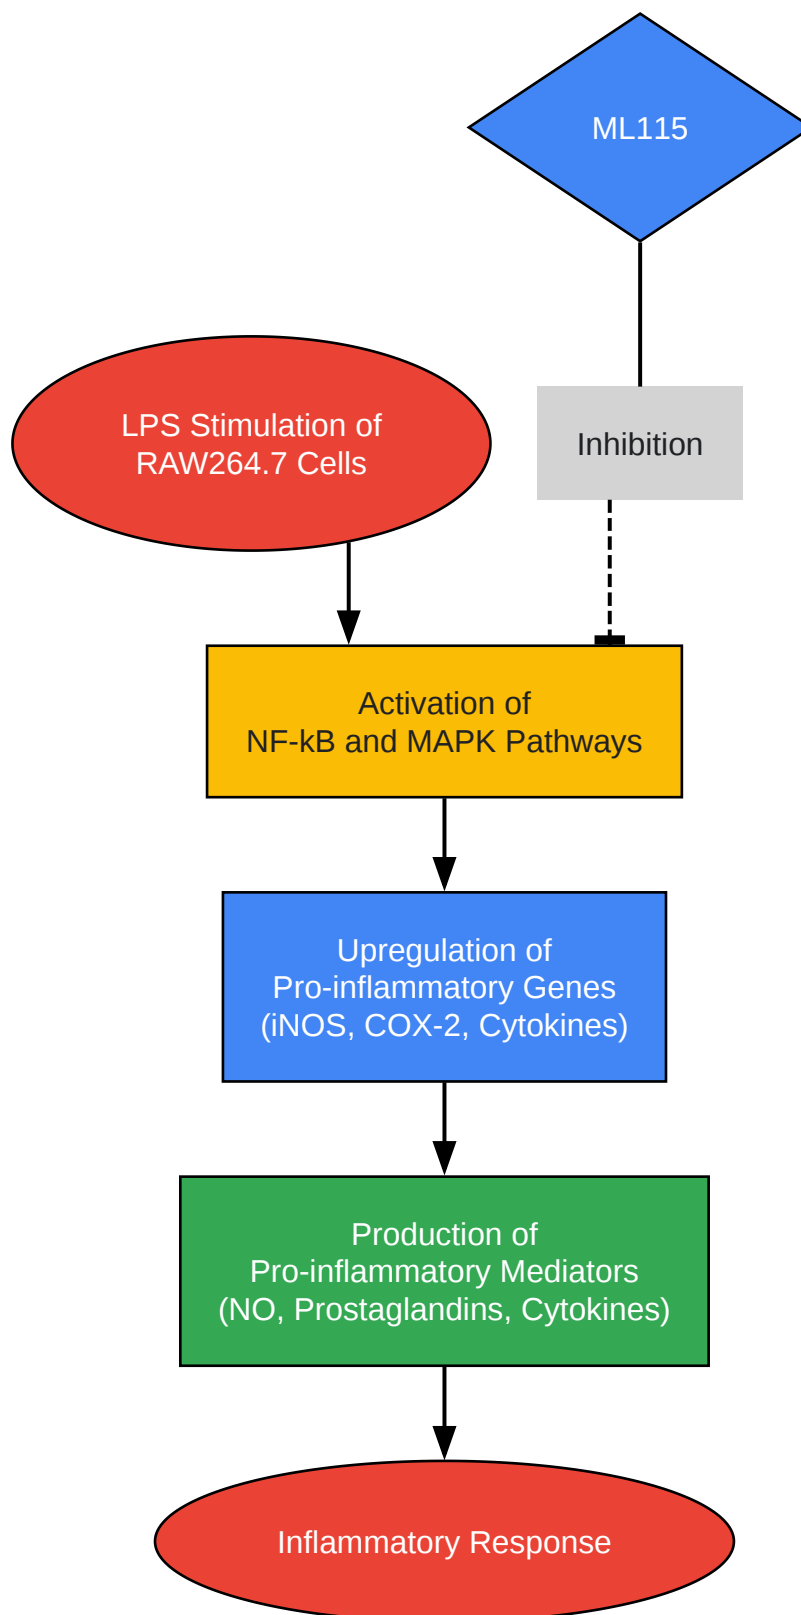 ML115
LPS Stimulation of
RAW264.7 Cells
Inhibition
Activation of
NF-kB and MAPK Pathways
Upregulation of
Pro-inflammatory Genes
(iNOS, COX-2, Cytokines)
Production of
Pro-inflammatory Mediators
(NO, Prostaglandins, Cytokines)
Inflammatory Response